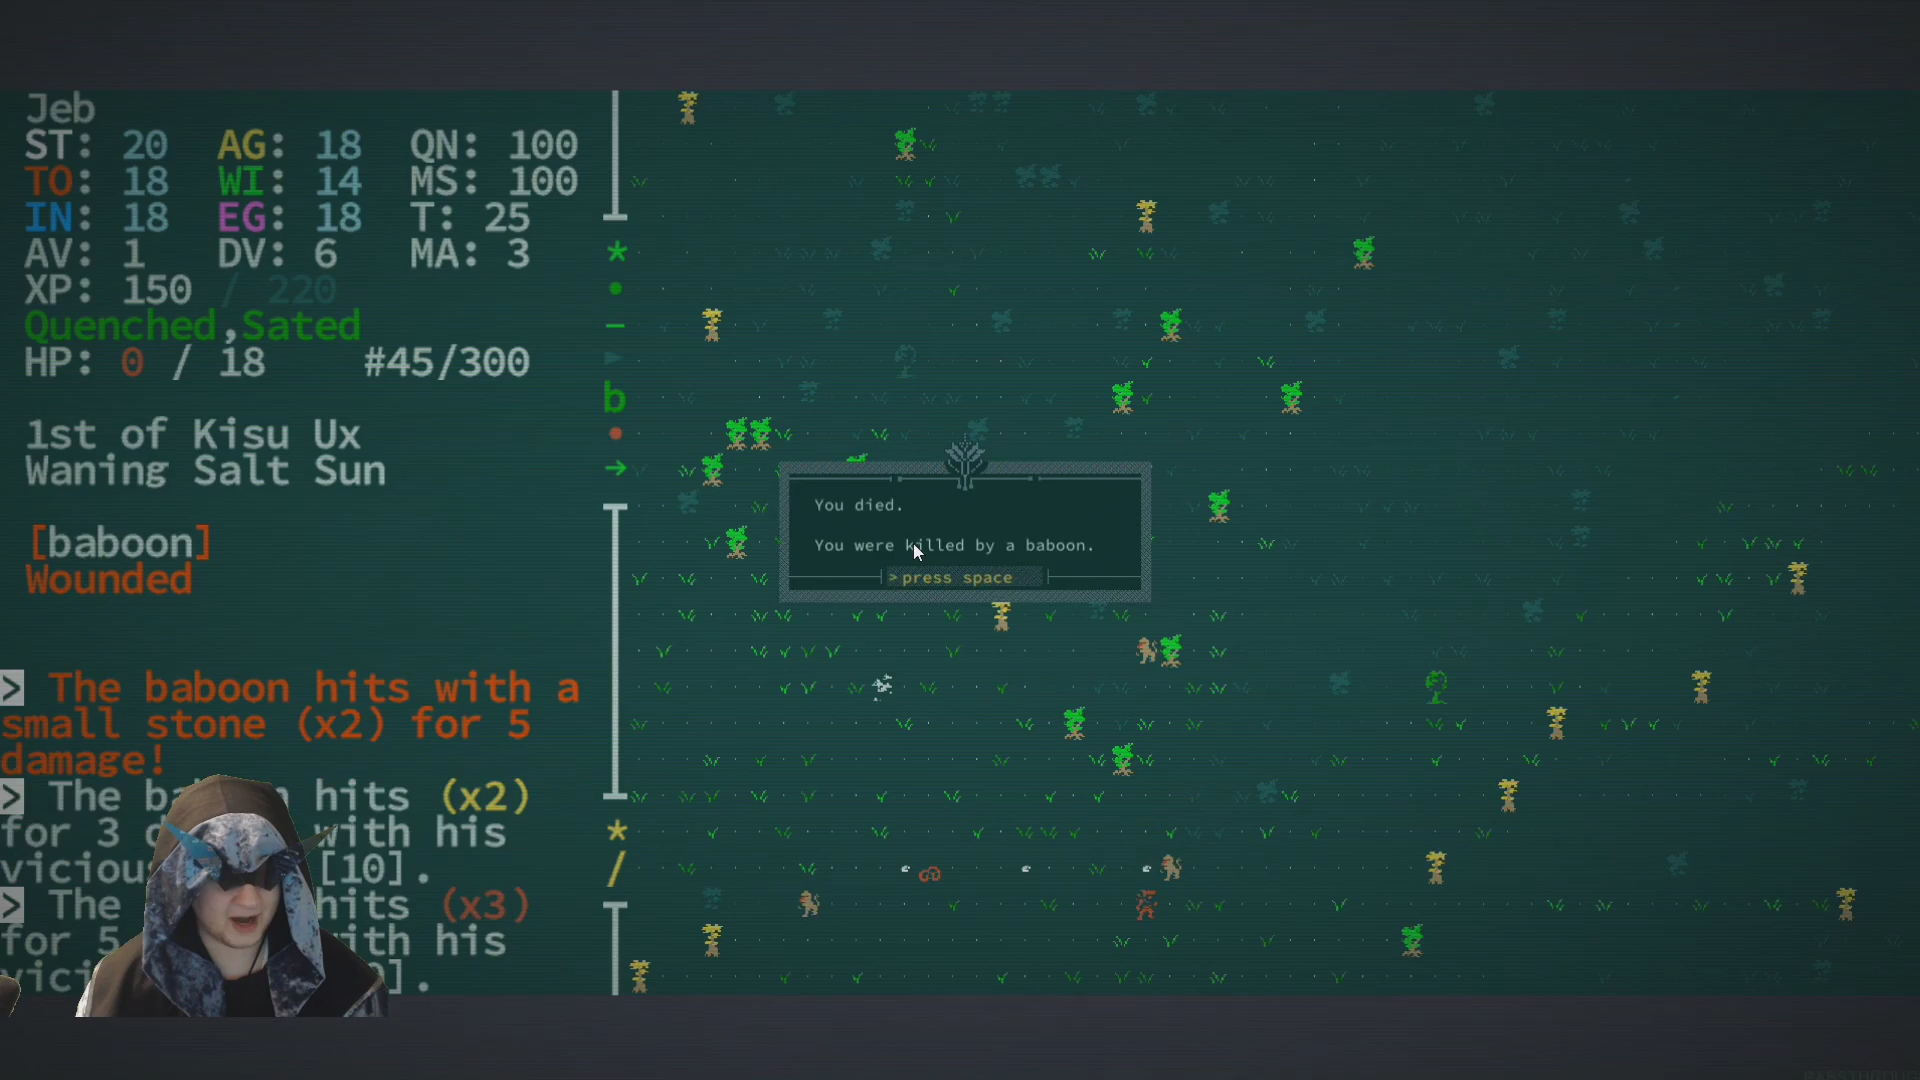 Jeb
ST: 20 AG: 18 QN: 100
TO: 18 WI: 14 MS: 100
IN: 18 EG: 18 T: 25
AV: 1 DV: 6 MA: 3
XP: 150 / 220
Quenched,Sated
HP: 0 / 18 #45/300
1st of Kisu Ux
Waning Salt Sun
[baboon]
Wounded
> The baboon hits with a
small stone (x2) for 5
damage!
> The ba hits (x2)
for 3 d with his
vicious [10].
> The hits (x3)
for 5 with his
vici ].
b
You died.
You were killed by a baboon.
>press space